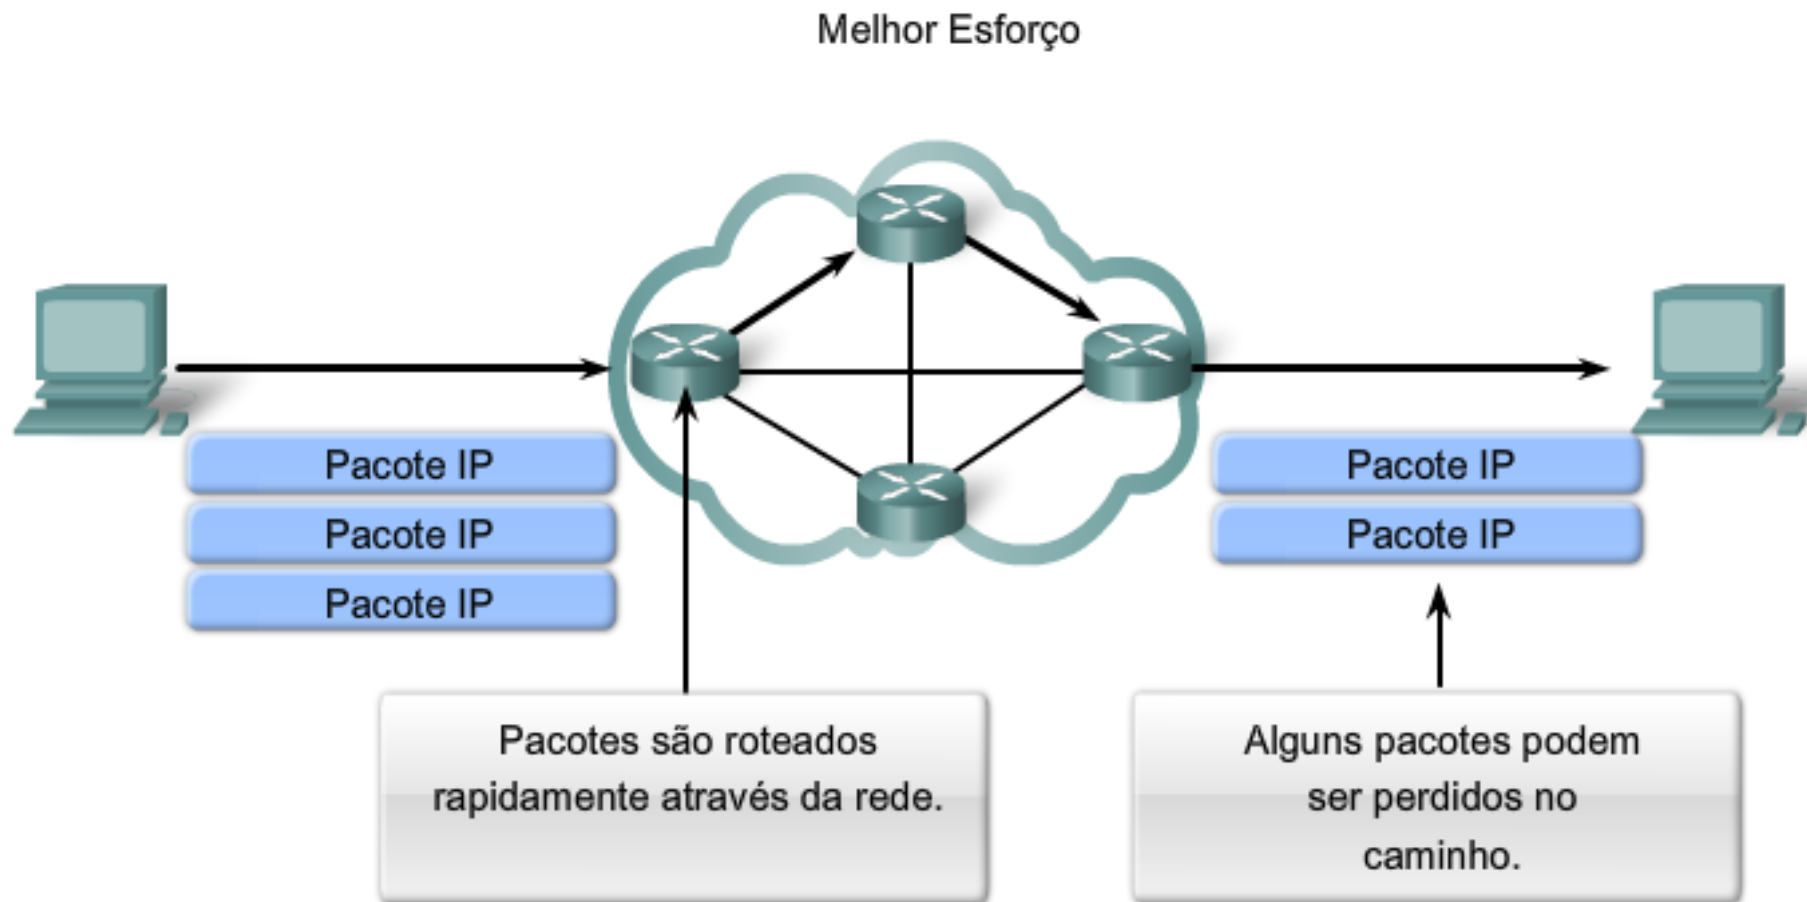 Melhor Esforço
Pacote IP
Pacote IP
Pacote IP
Pacote IP
Pacote IP
Pacotes são roteados
rapidamente através da rede.
Alguns pacotes podem
ser perdidos no
caminho.